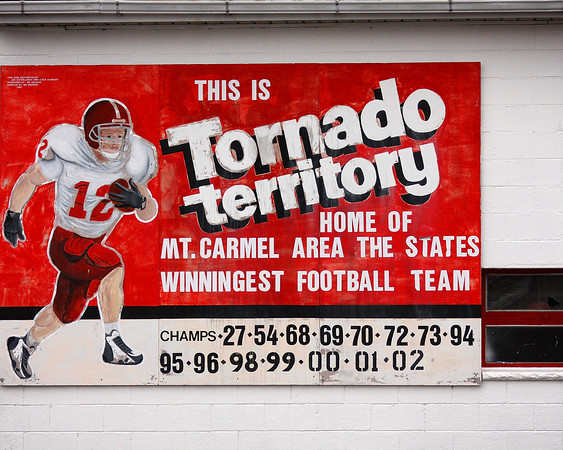 THIS IS
Tornado
territory
HOME OF
MT. CARMEL AREA THE STATES
WINNINGEST FOOTBALL TEAM
CHAMPS•27•54•68•69•70•72•73•94
95•96•98•99•00•01•02
2
12